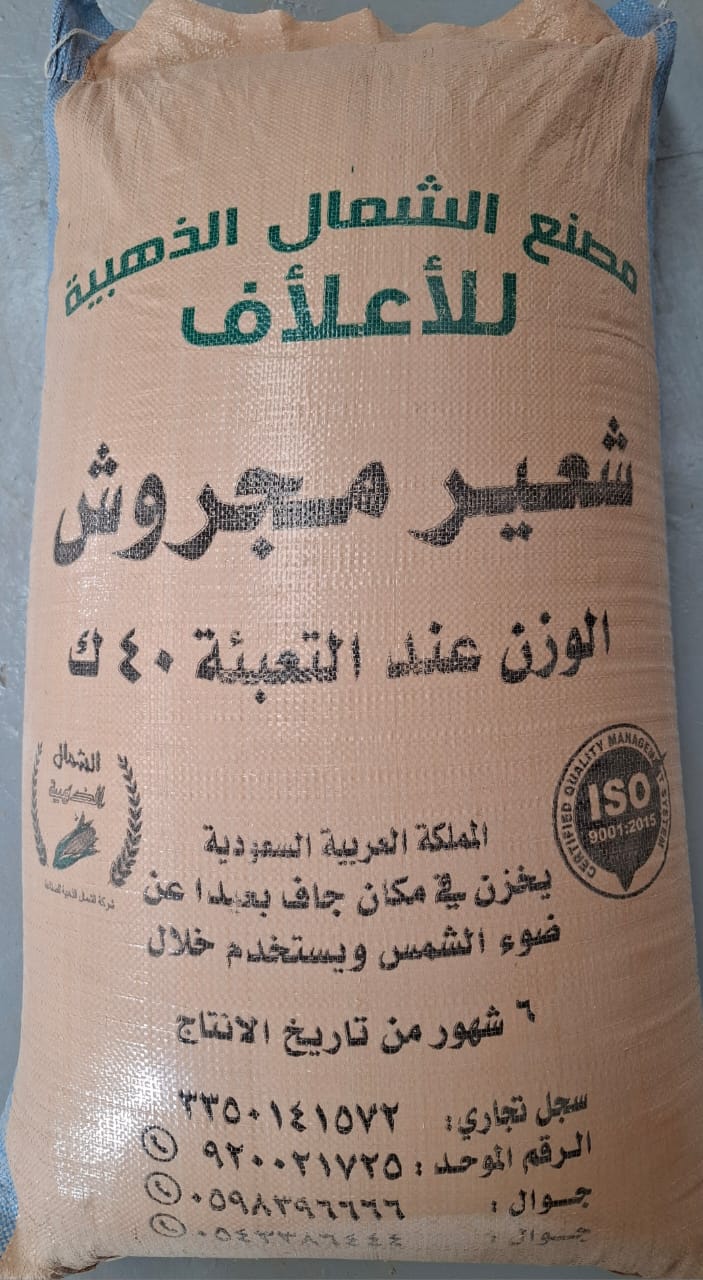 مصنع الشمال الذهبية
للأعلاف
شعير مجروش
الوزن عند التعبئة ٤٠ ك
الشمال
الذهبية
CERTIFIED QUALITY MANAGEMENT SYSTEM
ISO
9001:2015
المملكة العربية السعودية
يخزن في مكان جاف بعيدا عن
ضوء الشمس ويستخدم خلال
٦ شهور من تاريخ الانتاج
سجل تجاري: ٣٣٥٠١٤١٥٧٢
الرقم الموحد: ٩٢٠٠٢١٧٢٥
جوال: ٠٥٩٨٣٩٦٦٦٦
جوال: ٠٥٤٣٣٨٦٤٤٤